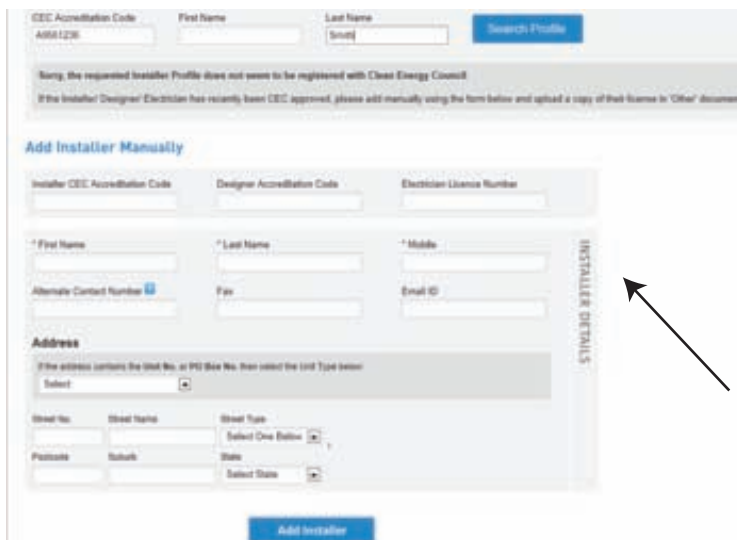 CEC Accreditation Code First Name Last Name
Smith Search Profile
Sorry, the requested Installer Profile does not seem to be registered with Clean Energy Council
If the Installer/ Designer/ Electrician has recently been CEC approved, please add manually using the form below and upload a copy of their license in 'Other' documen
Add Installer Manually
Installer CEC Accreditation Code Designer Accreditation Code Electrician Licence Number
* First Name * Last Name * Middle
Alternate Contact Number ? Fax Email ID
INSTALLER DETAILS
Address
If the address contains the Unit No. or PO Box No. then select the Unit Type below
Select
Street No. Street Name Street Type
Select One Below
Postcode Suburb State
Select State
Add Installer